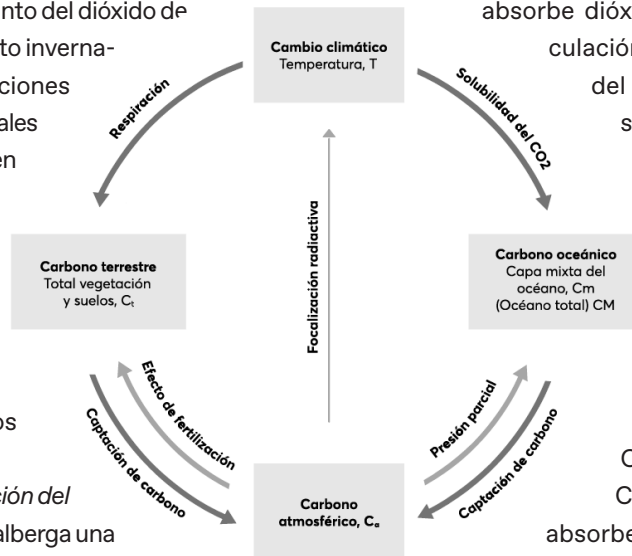 nto del dióxido de
to inverna-
ciones
ales
en
absorbe dióx
culación
del
s
Cambio climático
Temperatura, T
Respiración
Solubilidad del CO2
Focalización radiactiva
Carbono terrestre
Total vegetación
y suelos, Cₜ
Carbono oceánico
Capa mixta del
océano, Cm
(Océano total) CM
Efecto de fertilización
Captación de carbono
Presión parcial
Captación de carbono
Carbono
atmosférico, Cₐ
os
ción del
alberga una
C
C
absorbe